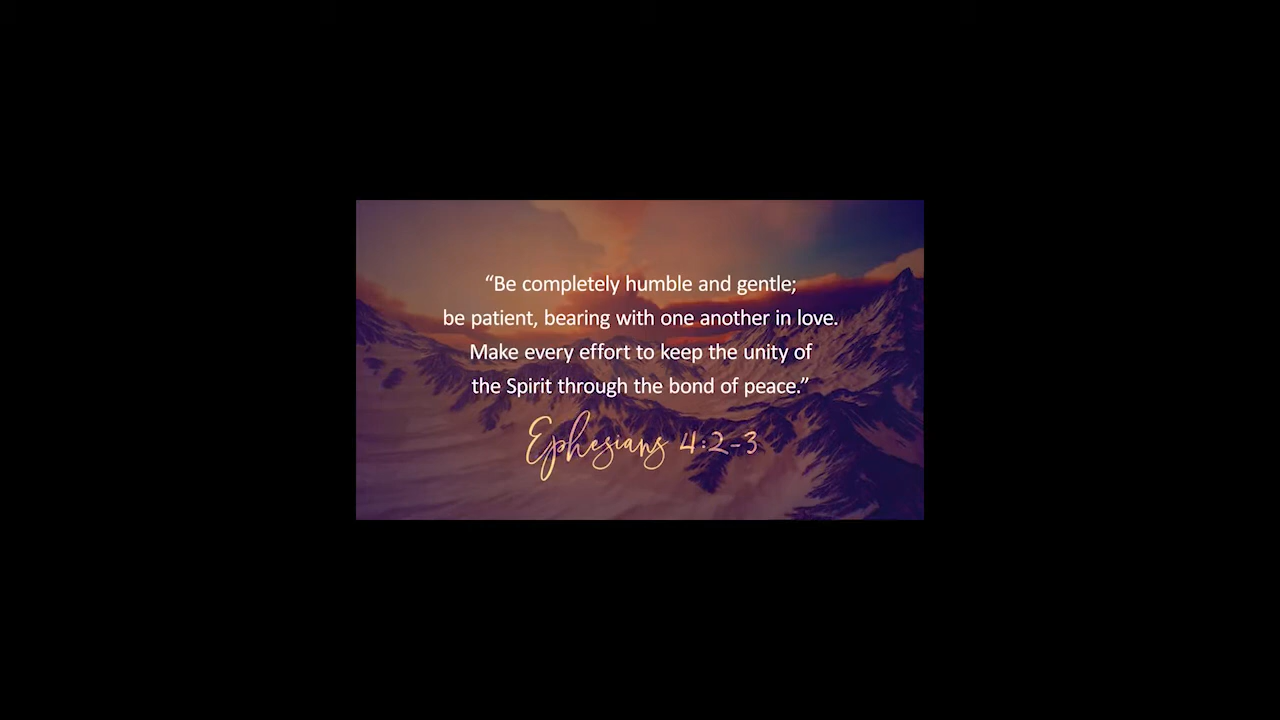 “Be completely humble and gentle;
be patient, bearing with one another in love.
Make every effort to keep the unity of
the Spirit through the bond of peace.”
Ephesians 4:2-3